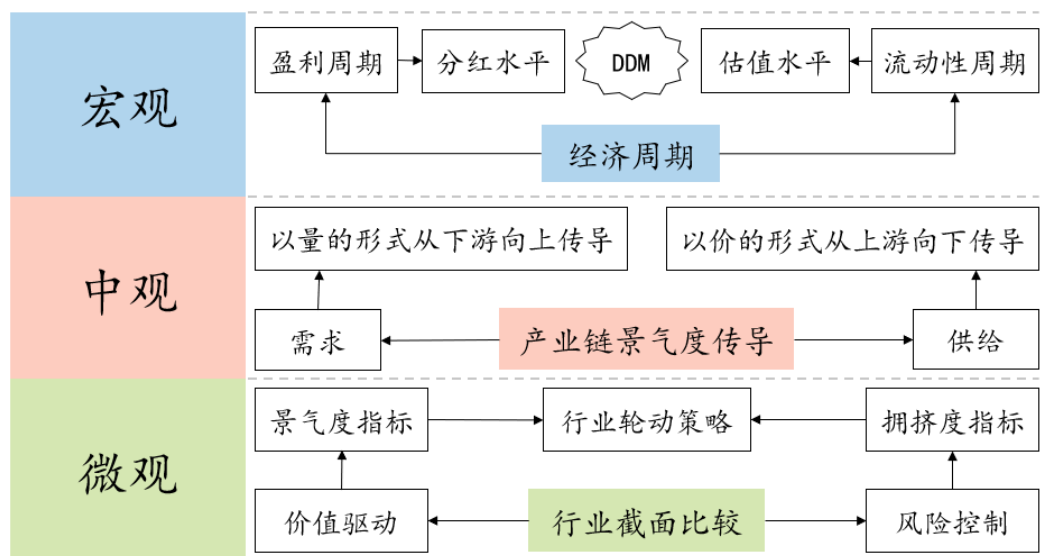 宏观
盈利周期
分红水平
DDM
估值水平
流动性周期
经济周期
中观
以量的形式从下游向上传导
以价的形式从上游向下传导
需求
产业链景气度传导
供给
微观
景气度指标
行业轮动策略
拥挤度指标
价值驱动
行业截面比较
风险控制